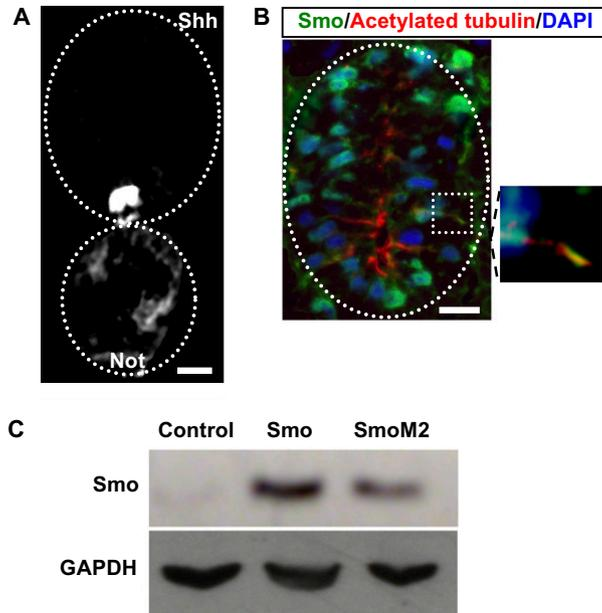 A
Shh
Not
B
Smo/Acetylated tubulin/DAPI
C
Control Smo SmoM2
Smo
GAPDH